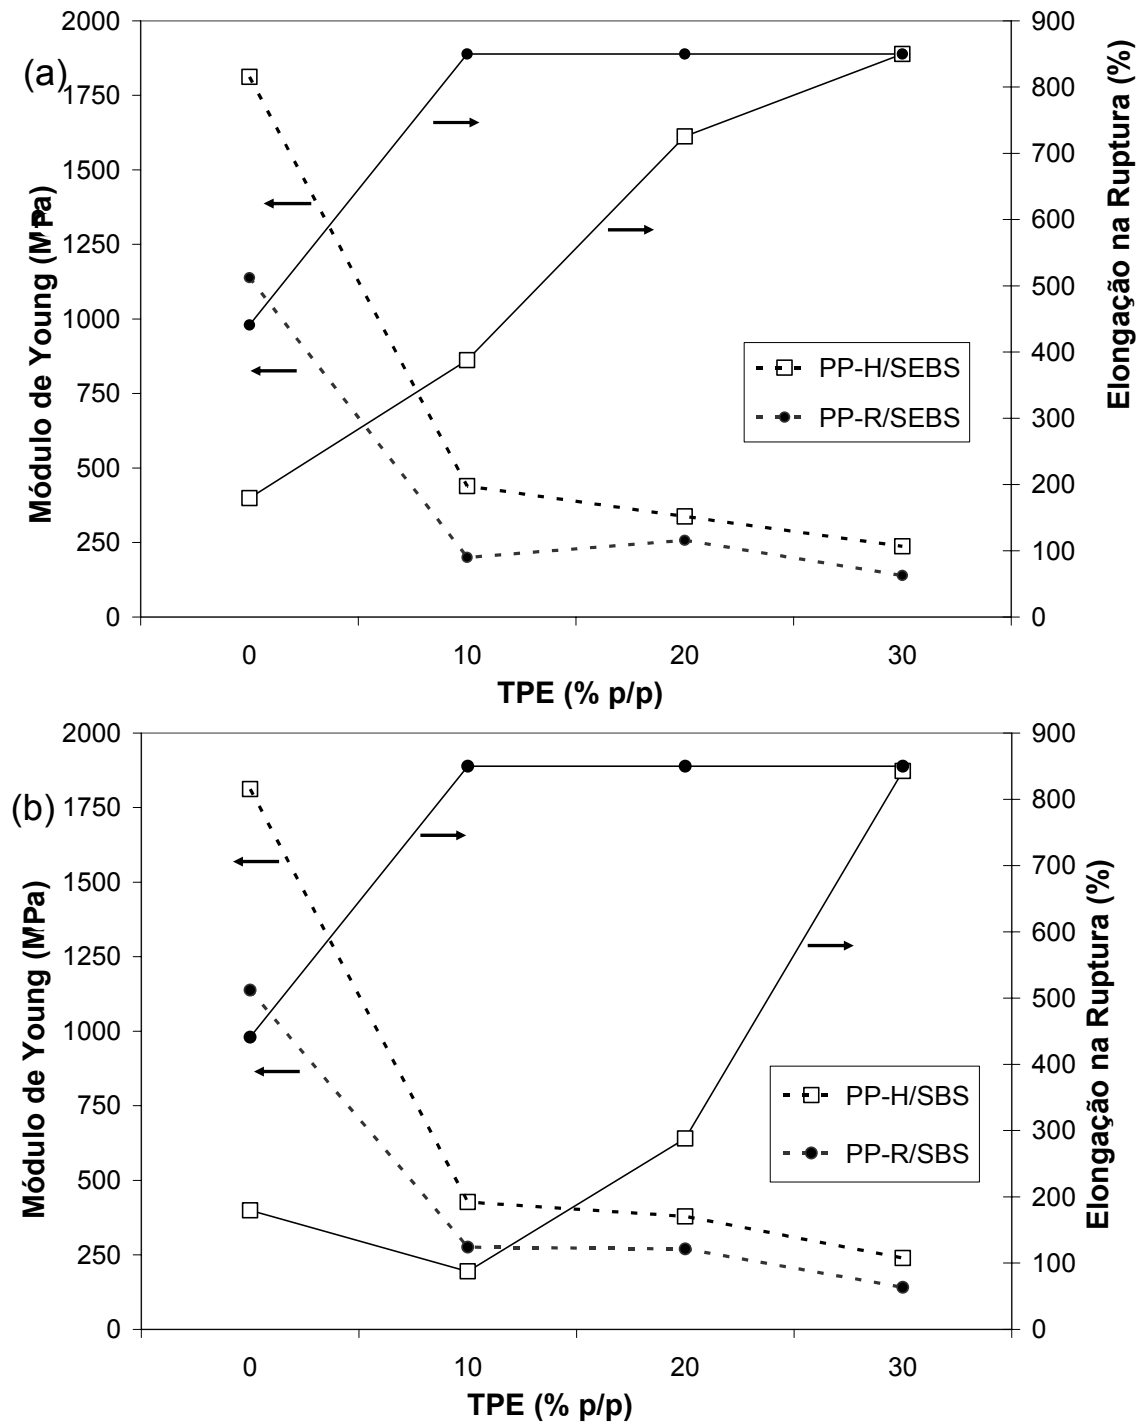 (a)
Módulo de Young (MPa)
2000
1750
1500
1250
1000
750
500
250
0
900
800
700
600
500
400
300
200
100
0
Elongação na Ruptura (%)
PP-H/SEBS
PP-R/SEBS
0 10 20 30
TPE (% p/p)
(b)
Módulo de Young (MPa)
2000
1750
1500
1250
1000
750
500
250
0
900
800
700
600
500
400
300
200
100
0
Elongação na Ruptura (%)
PP-H/SBS
PP-R/SBS
0 10 20 30
TPE (% p/p)